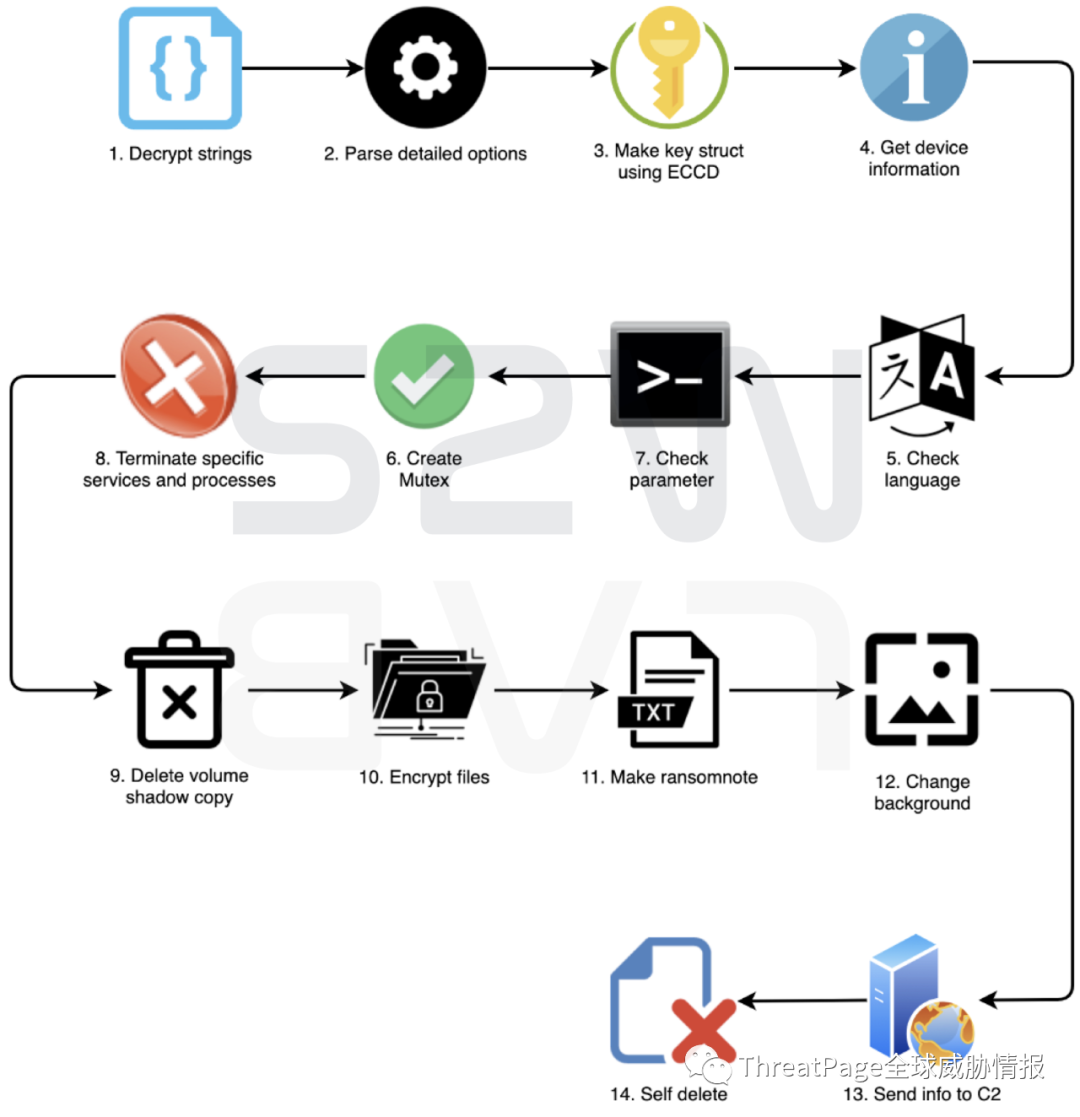 1. Decrypt strings
2. Parse detailed options
3. Make key struct
using ECCD
4. Get device
information
8. Terminate specific
services and processes
6. Create
Mutex
7. Check
parameter
5. Check
language
S2W
LAB
9. Delete volume
shadow copy
10. Encrypt files
TXT
11. Make ransomnote
12. Change
background
14. Self delete
13. Send info to C2
ThreatPage全球威胁情报